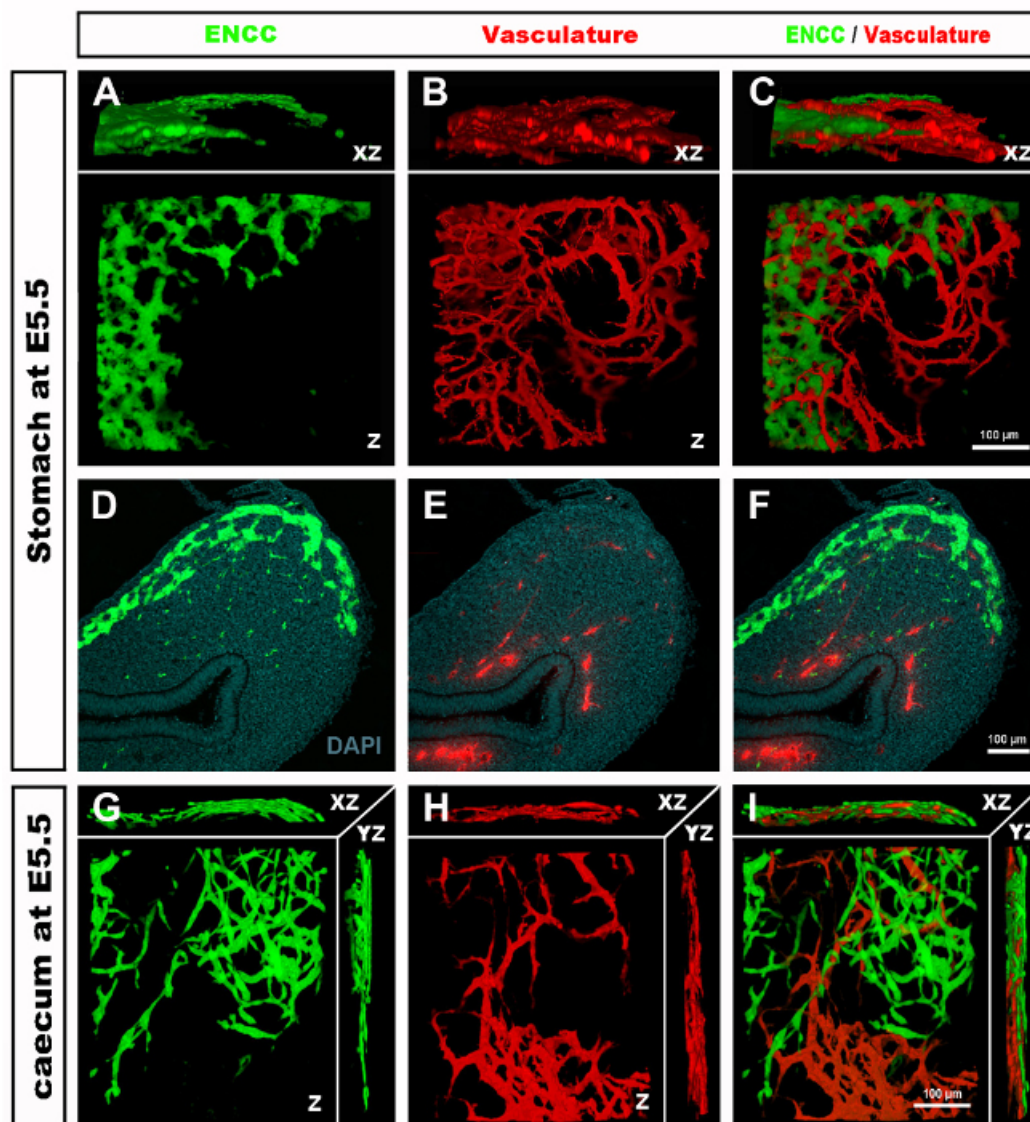 ENCC Vasculature ENCC / Vasculature
Stomach at E5.5
A XZ B XZ C XZ
Z Z 100 µm
D E F
DAPI 100 µm
caecum at E5.5
G XZ H XZ I XZ
YZ YZ YZ
Z Z 100 µm